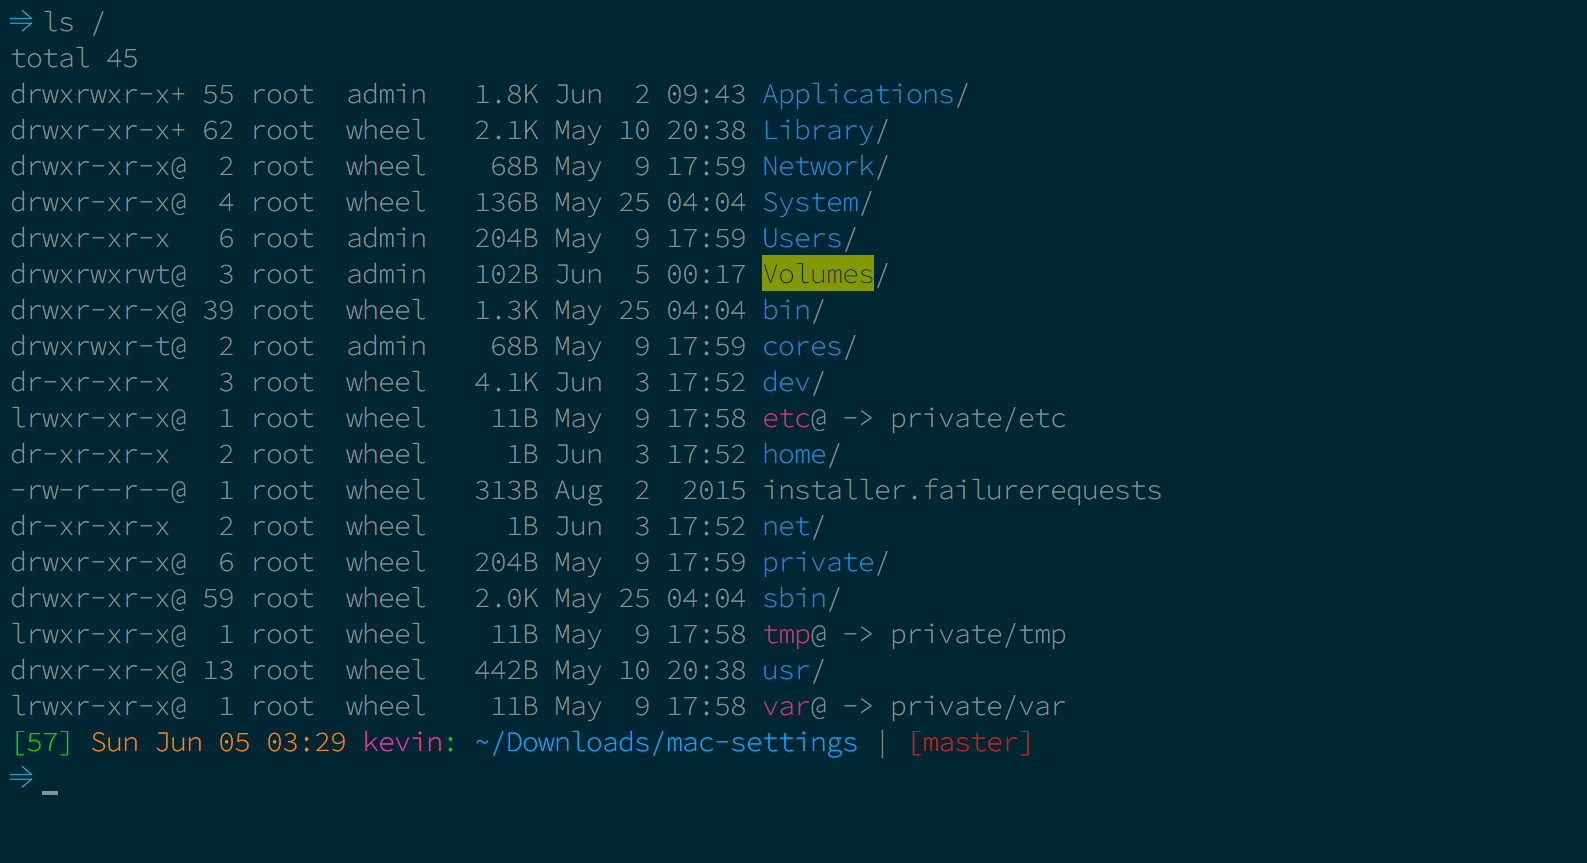 ⇒ ls /
total 45
drwxrwxr-x+ 55 root  admin   1.8K Jun  2 09:43 Applications/
drwxr-xr-x+ 62 root  wheel   2.1K May 10 20:38 Library/
drwxr-xr-x@  2 root  wheel    68B May  9 17:59 Network/
drwxr-xr-x@  4 root  wheel   136B May 25 04:04 System/
drwxr-xr-x   6 root  admin   204B May  9 17:59 Users/
drwxrwxrwt@  3 root  admin   102B Jun  5 00:17 Volumes/
drwxr-xr-x@ 39 root  wheel   1.3K May 25 04:04 bin/
drwxrwxr-t@  2 root  admin    68B May  9 17:59 cores/
dr-xr-xr-x   3 root  wheel   4.1K Jun  3 17:52 dev/
lrwxr-xr-x@  1 root  wheel    11B May  9 17:58 etc@ -> private/etc
dr-xr-xr-x   2 root  wheel     1B Jun  3 17:52 home/
-rw-r--r--@  1 root  wheel   313B Aug  2  2015 installer.failurerequests
dr-xr-xr-x   2 root  wheel     1B Jun  3 17:52 net/
drwxr-xr-x@  6 root  wheel   204B May  9 17:59 private/
drwxr-xr-x@ 59 root  wheel   2.0K May 25 04:04 sbin/
lrwxr-xr-x@  1 root  wheel    11B May  9 17:58 tmp@ -> private/tmp
drwxr-xr-x@ 13 root  wheel   442B May 10 20:38 usr/
lrwxr-xr-x@  1 root  wheel    11B May  9 17:58 var@ -> private/var
[57] Sun Jun 05 03:29 kevin: ~/Downloads/mac-settings | [master]
⇒ _